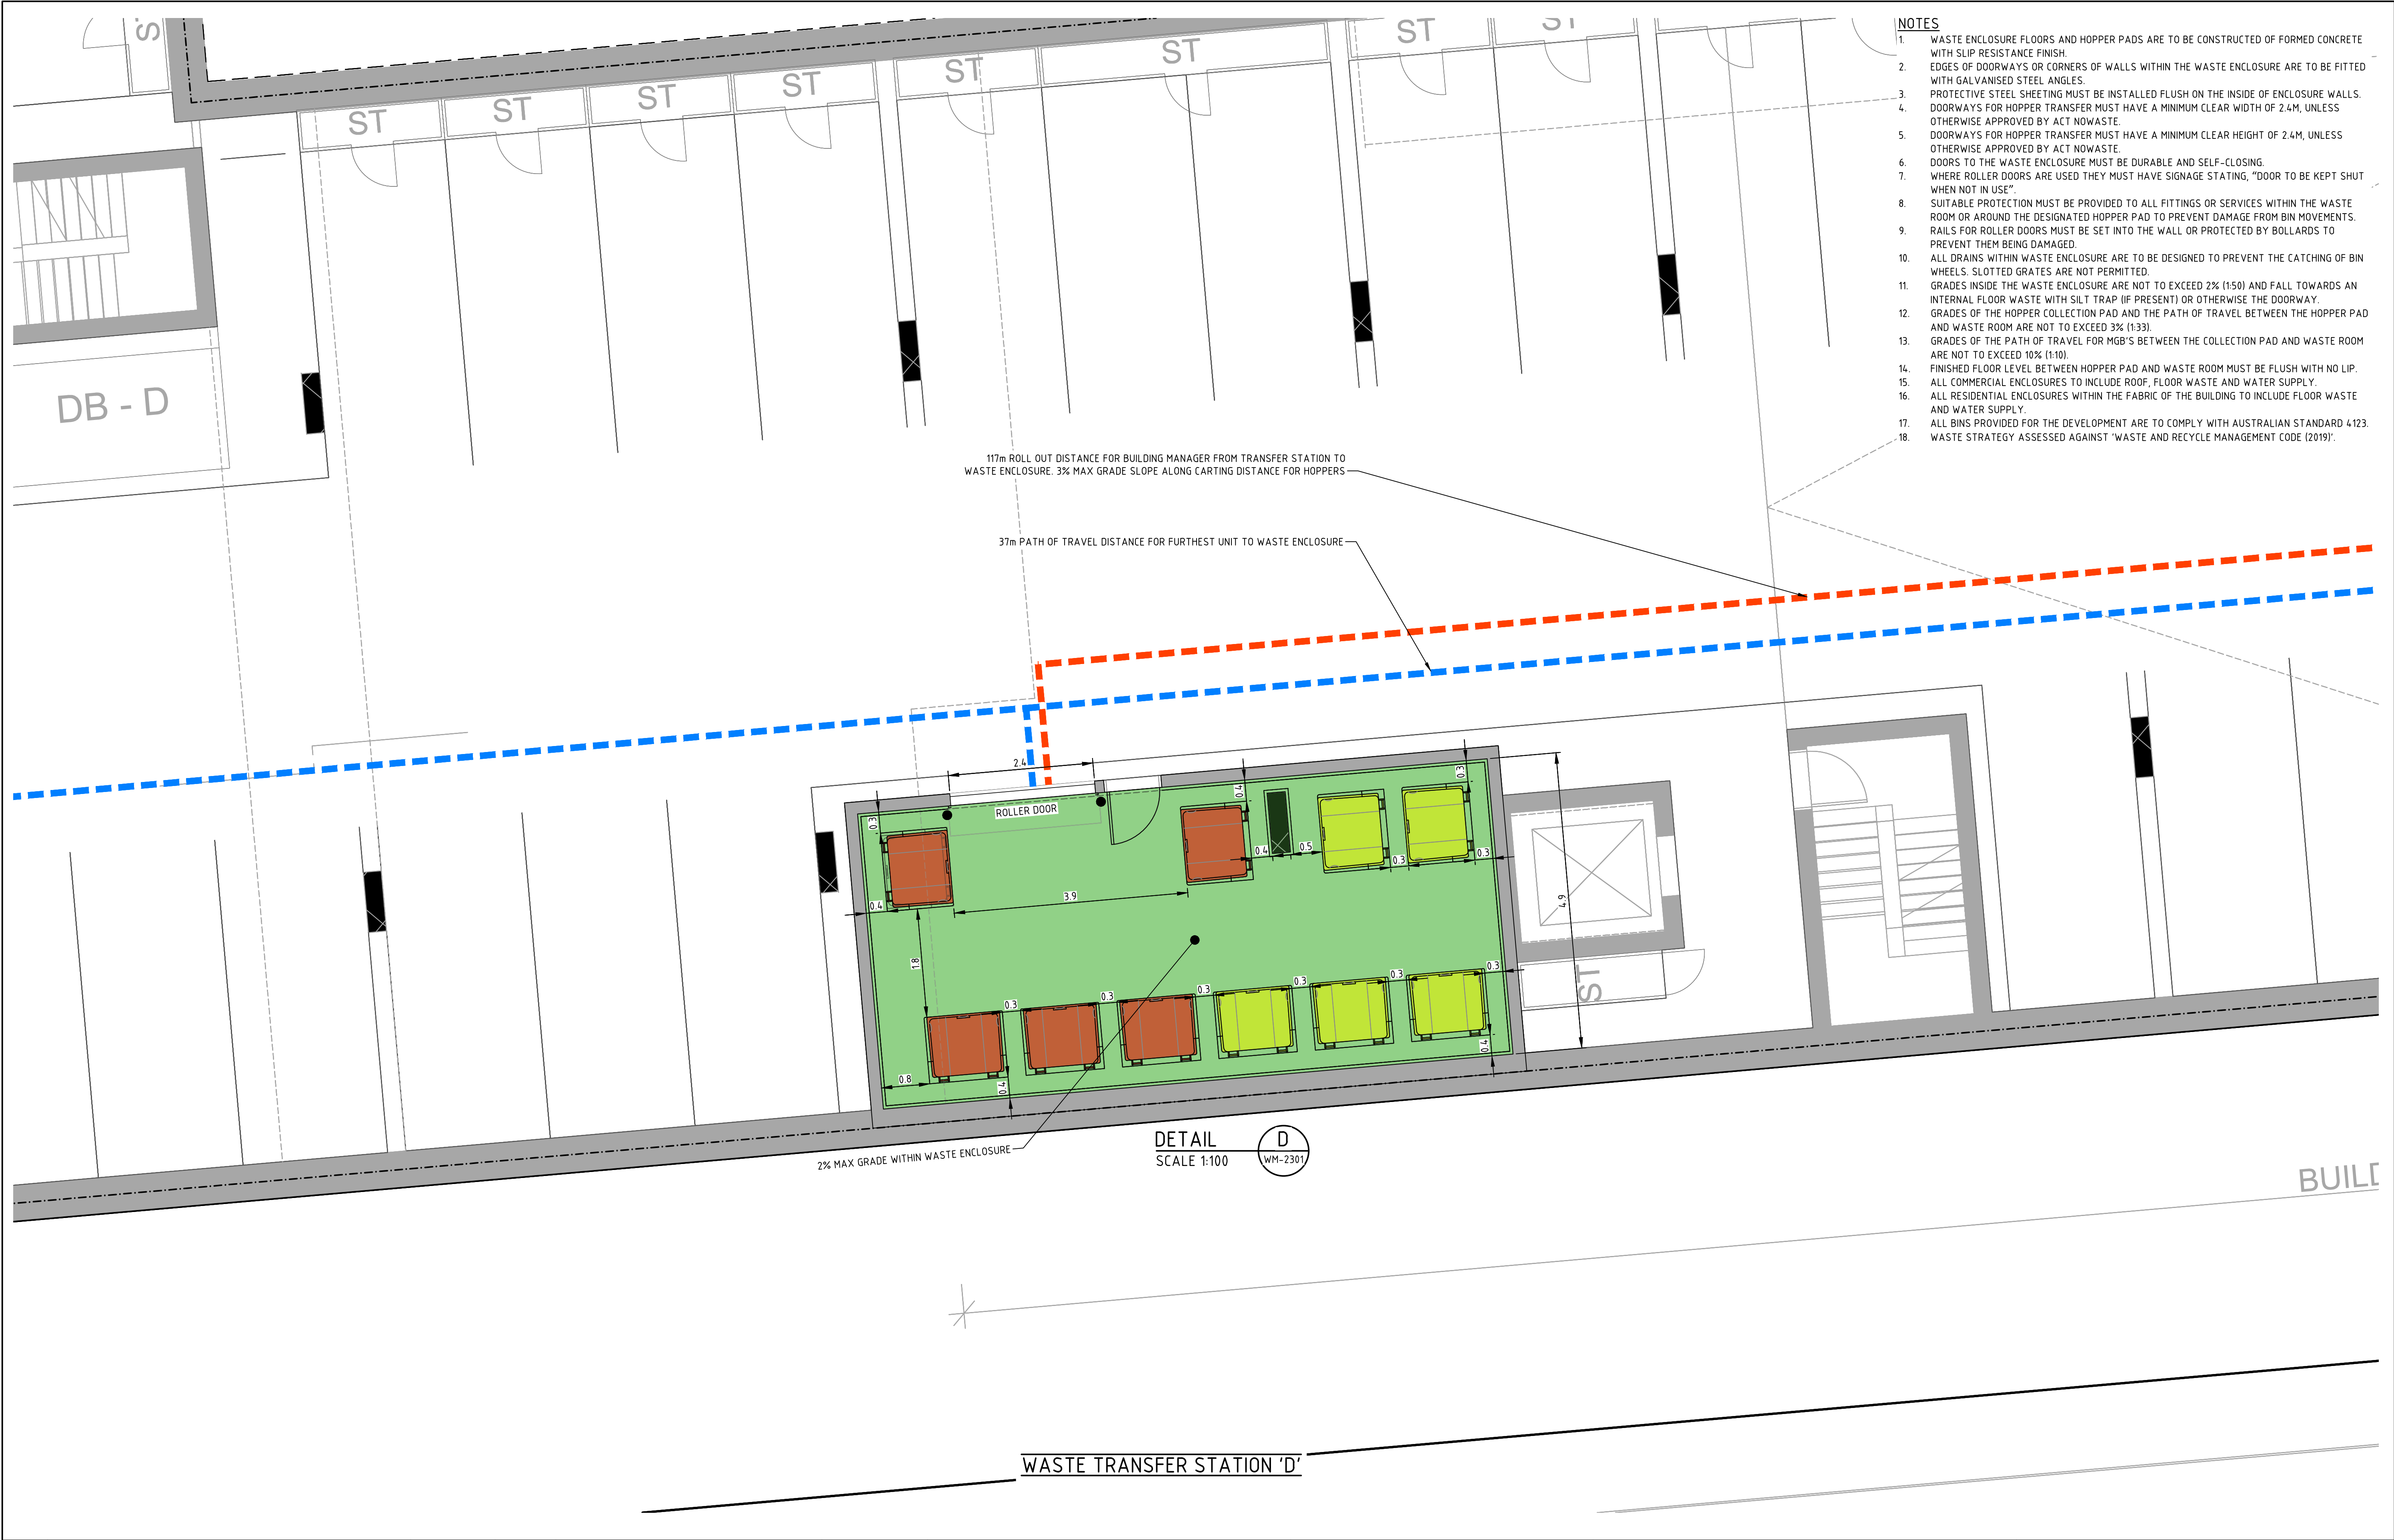 NOTES
1. WASTE ENCLOSURE FLOORS AND HOPPER PADS ARE TO BE CONSTRUCTED OF FORMED CONCRETE
WITH SLIP RESISTANCE FINISH.
2. EDGES OF DOORWAYS OR CORNERS OF WALLS WITHIN THE WASTE ENCLOSURE ARE TO BE FITTED
WITH GALVANISED STEEL ANGLES.
3. PROTECTIVE STEEL SHEETING MUST BE INSTALLED FLUSH ON THE INSIDE OF ENCLOSURE WALLS.
4. DOORWAYS FOR HOPPER TRANSFER MUST HAVE A MINIMUM CLEAR WIDTH OF 2.4M, UNLESS
OTHERWISE APPROVED BY ACT NOWASTE.
5. DOORWAYS FOR HOPPER TRANSFER MUST HAVE A MINIMUM CLEAR HEIGHT OF 2.4M, UNLESS
OTHERWISE APPROVED BY ACT NOWASTE.
6. DOORS TO THE WASTE ENCLOSURE MUST BE DURABLE AND SELF-CLOSING.
7. WHERE ROLLER DOORS ARE USED THEY MUST HAVE SIGNAGE STATING, "DOOR TO BE KEPT SHUT
WHEN NOT IN USE".
8. SUITABLE PROTECTION MUST BE PROVIDED TO ALL FITTINGS OR SERVICES WITHIN THE WASTE
ROOM OR AROUND THE DESIGNATED HOPPER PAD TO PREVENT DAMAGE FROM BIN MOVEMENTS.
9. RAILS FOR ROLLER DOORS MUST BE SET INTO THE WALL OR PROTECTED BY BOLLARDS TO
PREVENT THEM BEING DAMAGED.
10. ALL DRAINS WITHIN WASTE ENCLOSURE ARE TO BE DESIGNED TO PREVENT THE CATCHING OF BIN
WHEELS. SLOTTED GRATES ARE NOT PERMITTED.
11. GRADES INSIDE THE WASTE ENCLOSURE ARE NOT TO EXCEED 2% (1:50) AND FALL TOWARDS AN
INTERNAL FLOOR WASTE WITH SILT TRAP (IF PRESENT) OR OTHERWISE THE DOORWAY.
12. GRADES OF THE HOPPER COLLECTION PAD AND THE PATH OF TRAVEL BETWEEN THE HOPPER PAD
AND WASTE ROOM ARE NOT TO EXCEED 3% (1:33).
13. GRADES OF THE PATH OF TRAVEL FOR MGB'S BETWEEN THE COLLECTION PAD AND WASTE ROOM
ARE NOT TO EXCEED 10% (1:10).
14. FINISHED FLOOR LEVEL BETWEEN HOPPER PAD AND WASTE ROOM MUST BE FLUSH WITH NO LIP.
15. ALL COMMERCIAL ENCLOSURES TO INCLUDE ROOF, FLOOR WASTE AND WATER SUPPLY.
16. ALL RESIDENTIAL ENCLOSURES WITHIN THE FABRIC OF THE BUILDING TO INCLUDE FLOOR WASTE
AND WATER SUPPLY.
17. ALL BINS PROVIDED FOR THE DEVELOPMENT ARE TO COMPLY WITH AUSTRALIAN STANDARD 4123.
18. WASTE STRATEGY ASSESSED AGAINST 'WASTE AND RECYCLE MANAGEMENT CODE (2019)'.
S
ST
ST
ST
ST
ST
ST
ST
ST
DB - D
117m ROLL OUT DISTANCE FOR BUILDING MANAGER FROM TRANSFER STATION TO
WASTE ENCLOSURE. 3% MAX GRADE SLOPE ALONG CARTING DISTANCE FOR HOPPERS
37m PATH OF TRAVEL DISTANCE FOR FURTHEST UNIT TO WASTE ENCLOSURE
2.4
ROLLER DOOR
0.3
0.4
0.3
0.4
0.5
0.3
0.3
0.4
3.9
4.9
1.8
0.3
0.3
0.3
0.3
0.3
0.3
0.8
0.4
0.4
ST
2% MAX GRADE WITHIN WASTE ENCLOSURE
DETAIL
SCALE 1:100
D
WM-2301
BUILD
WASTE TRANSFER STATION 'D'